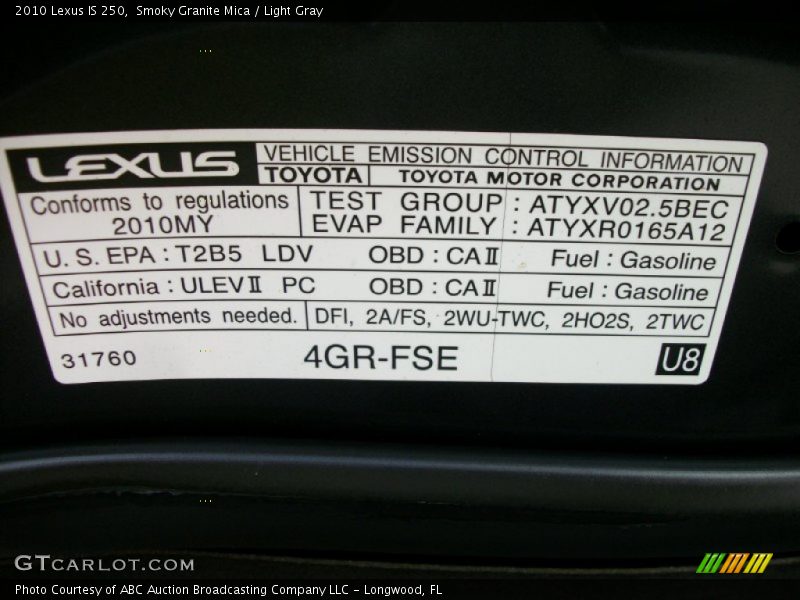 2010 Lexus IS 250,  Smoky Granite Mica / Light Gray
LEXUS
VEHICLE EMISSION CONTROL INFORMATION
TOYOTA TOYOTA MOTOR CORPORATION
Conforms to regulations
2010MY
TEST GROUP : ATYXV02.5BEC
EVAP FAMILY : ATYXR0165A12
U.S. EPA : T2B5 LDV OBD : CAⅡ Fuel : Gasoline
California : ULEVⅡ PC OBD : CAⅡ Fuel : Gasoline
No adjustments needed. DFI, 2A/FS, 2WU-TWC, 2HO2S, 2TWC
31760 4GR-FSE U8
GTCARLOT.COM
Photo Courtesy of ABC Auction Broadcasting Company LLC - Longwood, FL